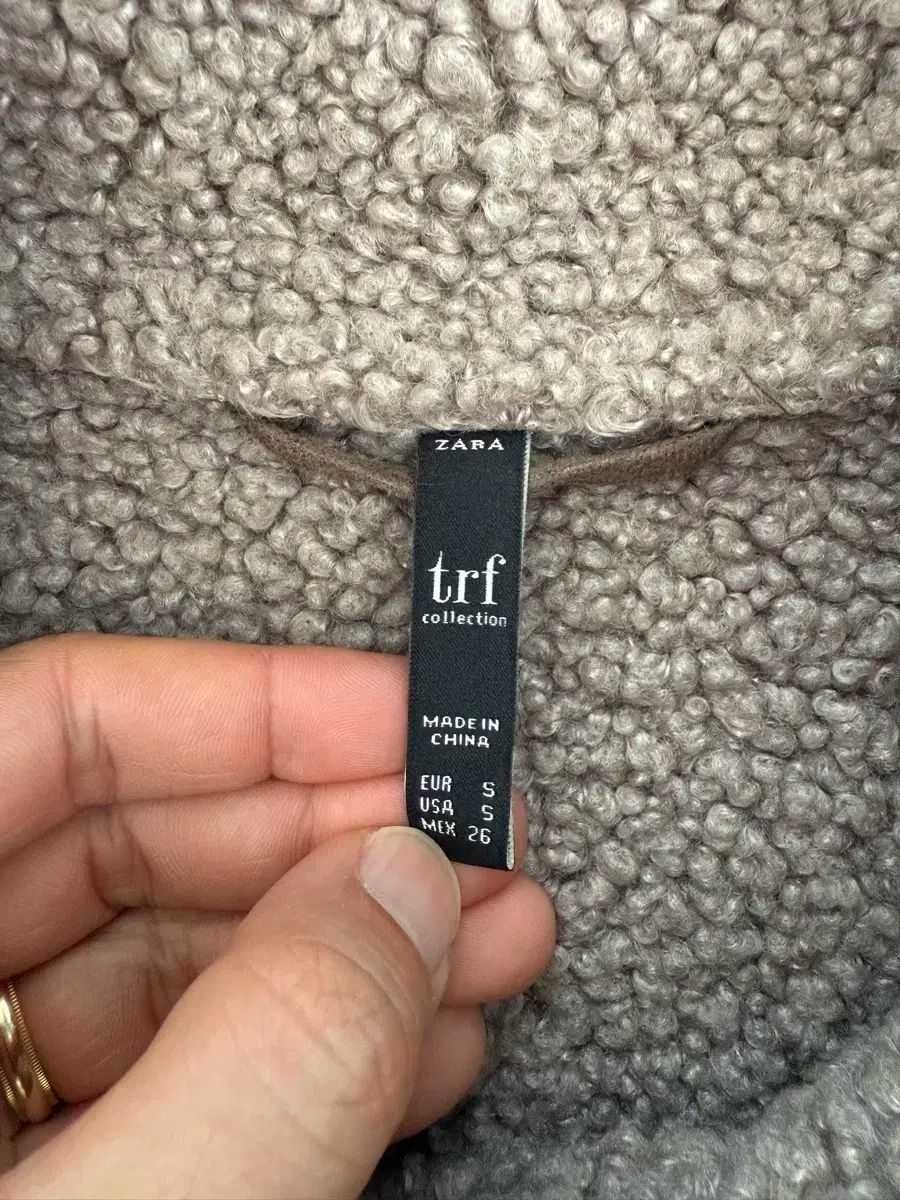 ZARA
trf
collection
MADE IN
CHINA
EUR S
USA S
MEX 26